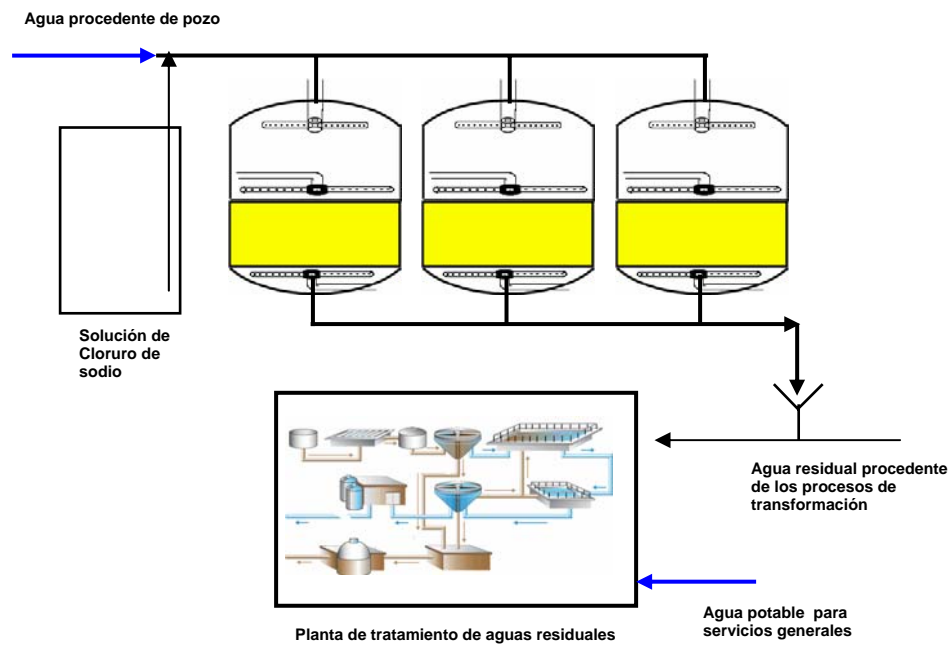 Agua procedente de pozo
Solución de
Cloruro de
sodio
Agua residual procedente
de los procesos de
transformación
Agua potable para
servicios generales
Planta de tratamiento de aguas residuales